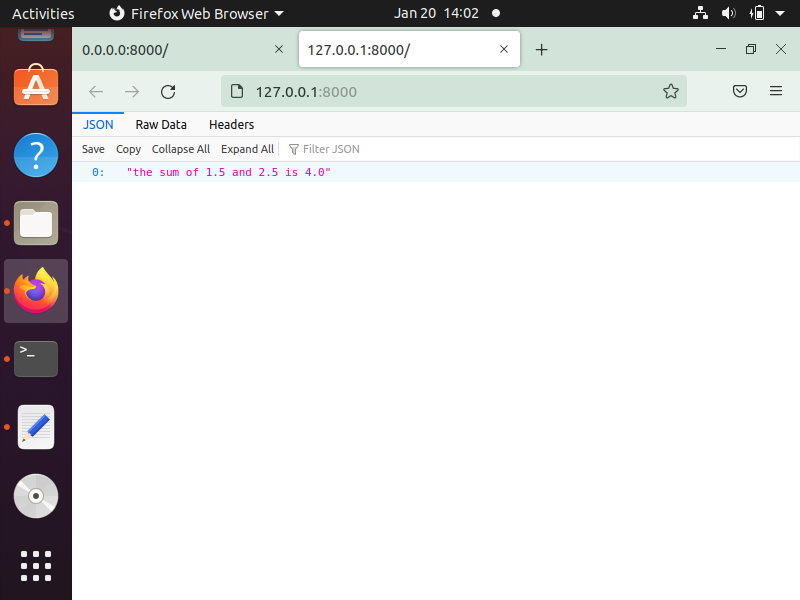 Activities Firefox Web Browser Jan 20 14:02
0.0.0.0:8000/ 127.0.0.1:8000/
127.0.0.1:8000
JSON Raw Data Headers
Save Copy Collapse All Expand All Filter JSON
0: "the sum of 1.5 and 2.5 is 4.0"
>_